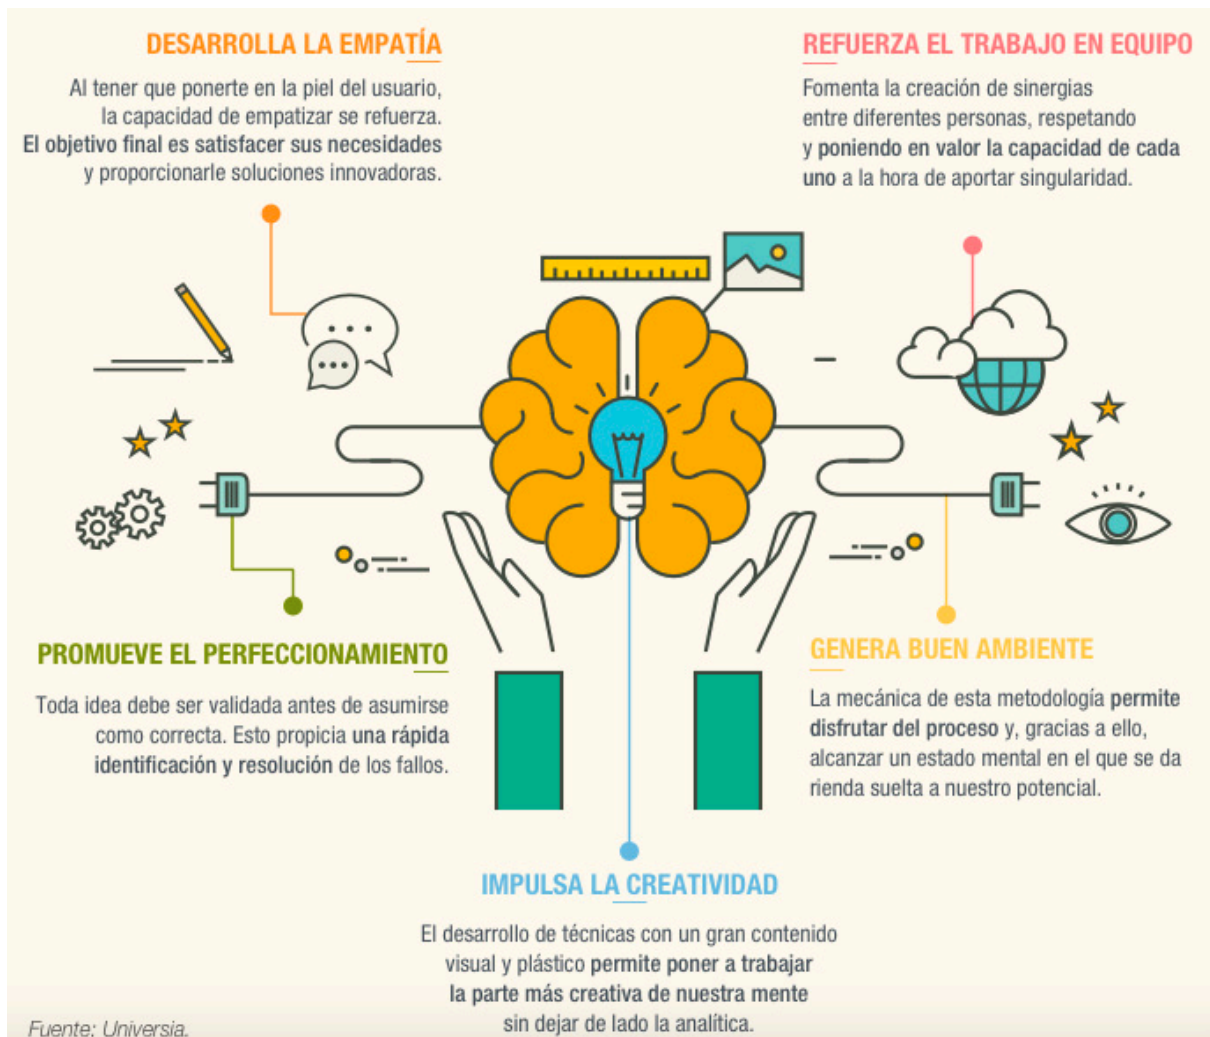 DESARROLLA LA EMPATÍA
Al tener que ponerte en la piel del usuario,
la capacidad de empatizar se refuerza.
El objetivo final es satisfacer sus necesidades
y proporcionarle soluciones innovadoras.
REFUERZA EL TRABAJO EN EQUIPO
Fomenta la creación de sinergias
entre diferentes personas, respetando
y poniendo en valor la capacidad de cada
uno a la hora de aportar singularidad.
PROMUEVE EL PERFECCIONAMIENTO
Toda idea debe ser validada antes de asumirse
como correcta. Esto propicia una rápida
identificación y resolución de los fallos.
GENERA BUEN AMBIENTE
La mecánica de esta metodología permite
disfrutar del proceso y, gracias a ello,
alcanzar un estado mental en el que se da
rienda suelta a nuestro potencial.
IMPULSA LA CREATIVIDAD
El desarrollo de técnicas con un gran contenido
visual y plástico permite poner a trabajar
la parte más creativa de nuestra mente
sin dejar de lado la analítica.
Fuente: Universia.